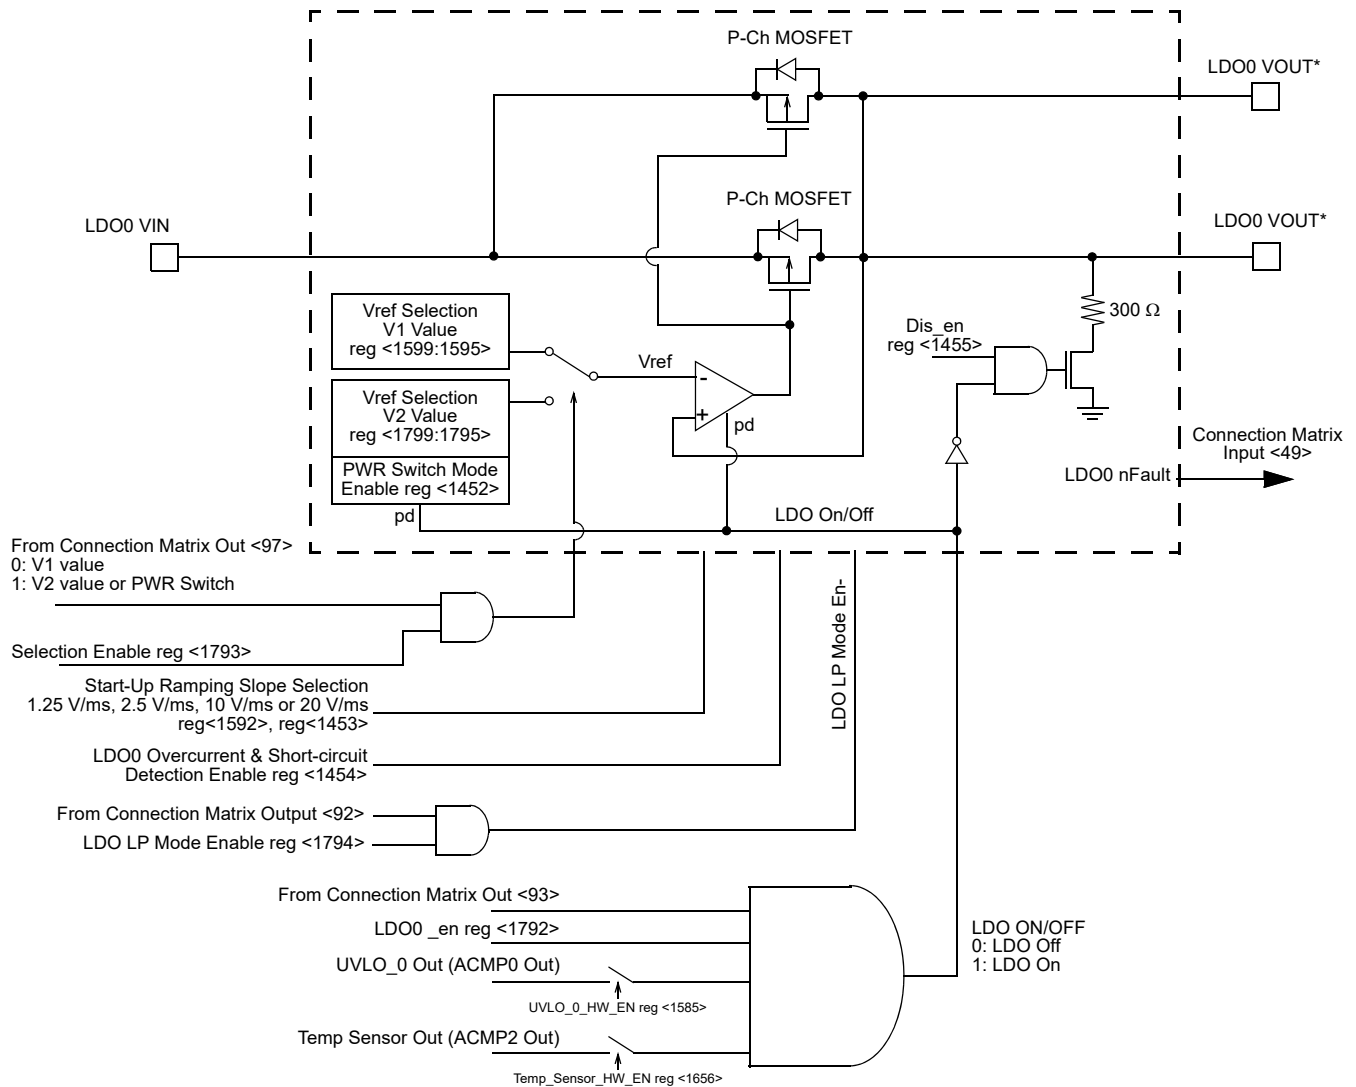 P-Ch MOSFET
LDO0 VOUT*
P-Ch MOSFET
LDO0 VIN
LDO0 VOUT*
Vref Selection
V1 Value
reg <1599:1595>
300 Ω
Dis_en
reg <1455>
Vref
-
+
pd
Vref Selection
V2 Value
reg <1799:1795>
PWR Switch Mode
Enable reg <1452>
pd
LDO On/Off
Connection Matrix
Input <49>
LDO0 nFault
From Connection Matrix Out <97>
0: V1 value
1: V2 value or PWR Switch
Selection Enable reg <1793>
Start-Up Ramping Slope Selection
1.25 V/ms, 2.5 V/ms, 10 V/ms or 20 V/ms
reg<1592>, reg<1453>
LDO LP Mode En-
LDO0 Overcurrent & Short-circuit
Detection Enable reg <1454>
From Connection Matrix Output <92>
LDO LP Mode Enable reg <1794>
From Connection Matrix Out <93>
LDO0 _en reg <1792>
UVLO_0 Out (ACMP0 Out)
UVLO_0_HW_EN reg <1585>
Temp Sensor Out (ACMP2 Out)
Temp_Sensor_HW_EN reg <1656>
LDO ON/OFF
0: LDO Off
1: LDO On